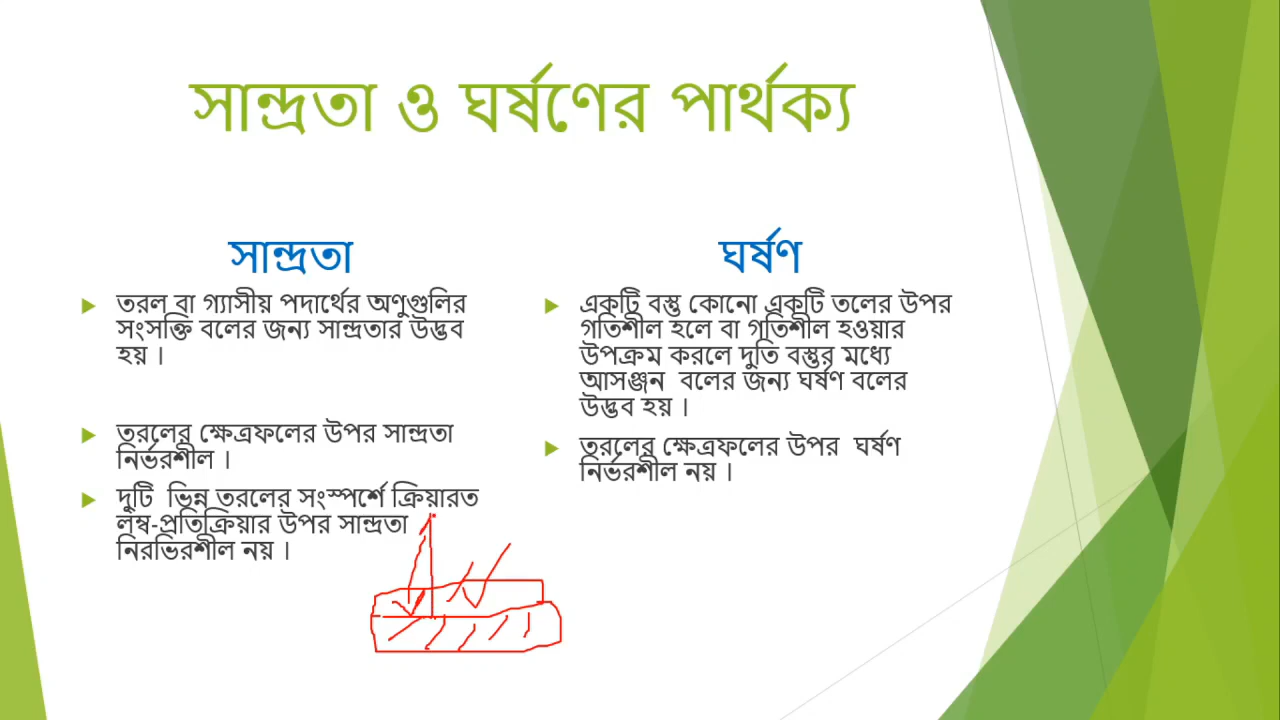 সান্দ্রতা ও ঘর্ষণের পার্থক্য
সান্দ্রতা
তরল বা গ্যাসীয় পদার্থের অণুগুলির
সংসক্তি বলের জন্য সান্দ্রতার উদ্ভব
হয় ।
তরলের ক্ষেত্রফলের উপর সান্দ্রতা
নির্ভরশীল ।
দুটি ভিন্ন তরলের সংস্পর্শে ক্রিয়ারত
লম্ব-প্রতিক্রিয়ার উপর সান্দ্রতা
নিরভিরশীল নয় ।
ঘর্ষণ
একটি বস্তু কোনো একটি তলের উপর
গতিশীল হলে বা গতিশীল হওয়ার
উপক্রম করলে দুতি বস্তুর মধ্যে
আসঞ্জন বলের জন্য ঘর্ষণ বলের
উদ্ভব হয় ।
তরলের ক্ষেত্রফলের উপর ঘর্ষণ
নির্ভরশীল নয় ।